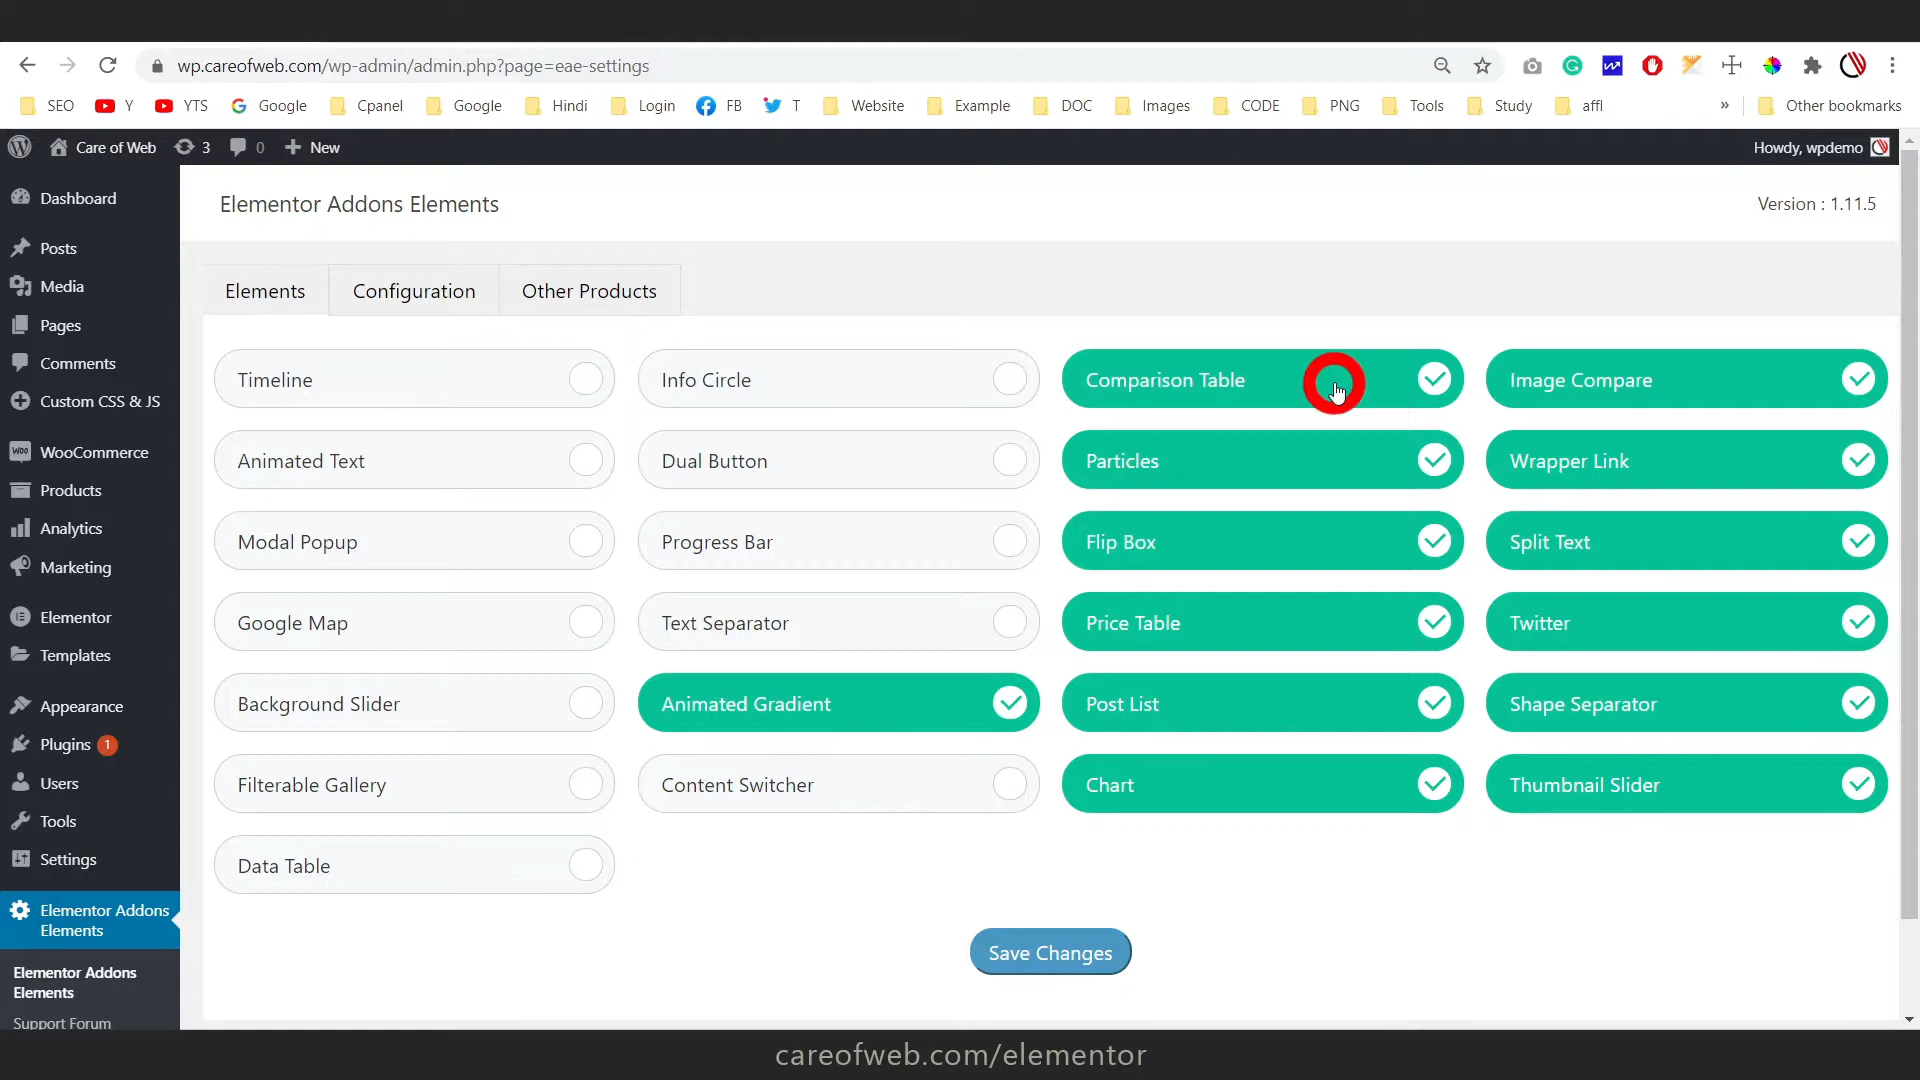 wp.careofweb.com/wp-admin/admin.php?page=eae-settings
SEO Y YTS Google Cpanel Google Hindi Login FB T Website Example DOC Images CODE PNG Tools Study affl » Other bookmarks
Care of Web 3 0 New Howdy, wpdemo
Dashboard
Posts
Media
Pages
Comments
Custom CSS & JS
WOO WooCommerce
Products
Analytics
Marketing
Elementor
Templates
Appearance
Plugins 1
Users
Tools
Settings
Elementor Addons
Elements
Elementor Addons
Elements
Support Forum
Elementor Addons Elements Version : 1.11.5
Elements Configuration Other Products
Timeline Info Circle Comparison Table Image Compare
Animated Text Dual Button Particles Wrapper Link
Modal Popup Progress Bar Flip Box Split Text
Google Map Text Separator Price Table Twitter
Background Slider Animated Gradient Post List Shape Separator
Filterable Gallery Content Switcher Chart Thumbnail Slider
Data Table
Save Changes
careofweb.com/elementor